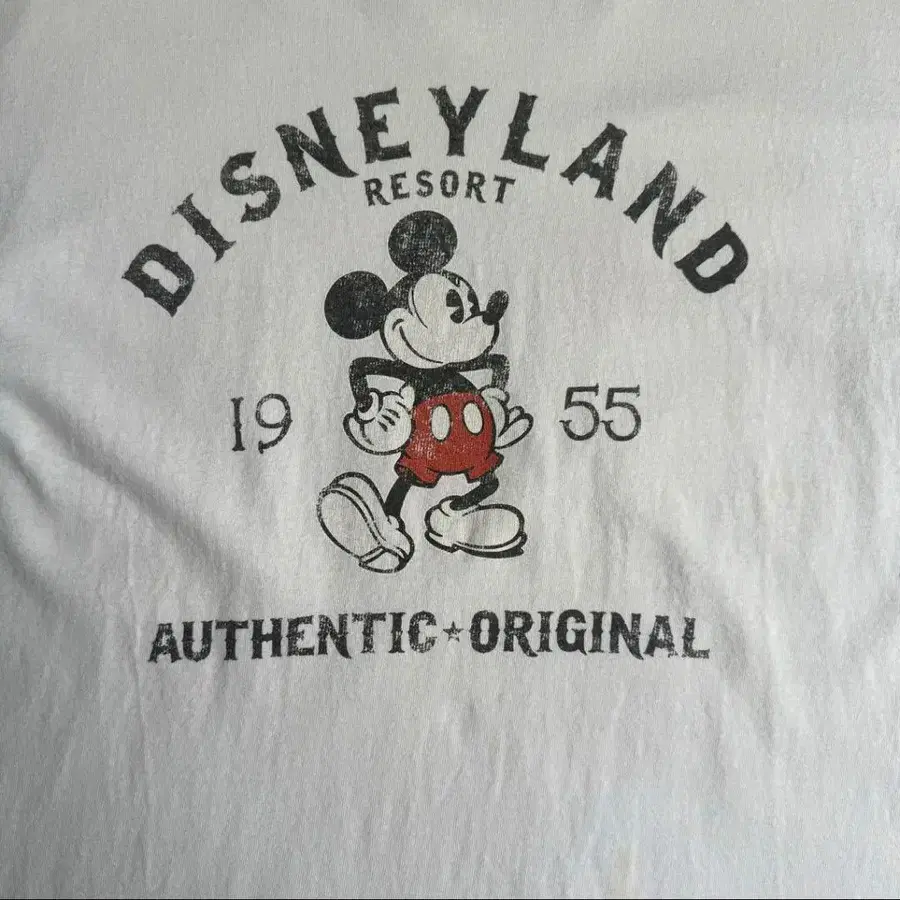 DISNEYLAND
RESORT
19 55
AUTHENTIC★ORIGINAL